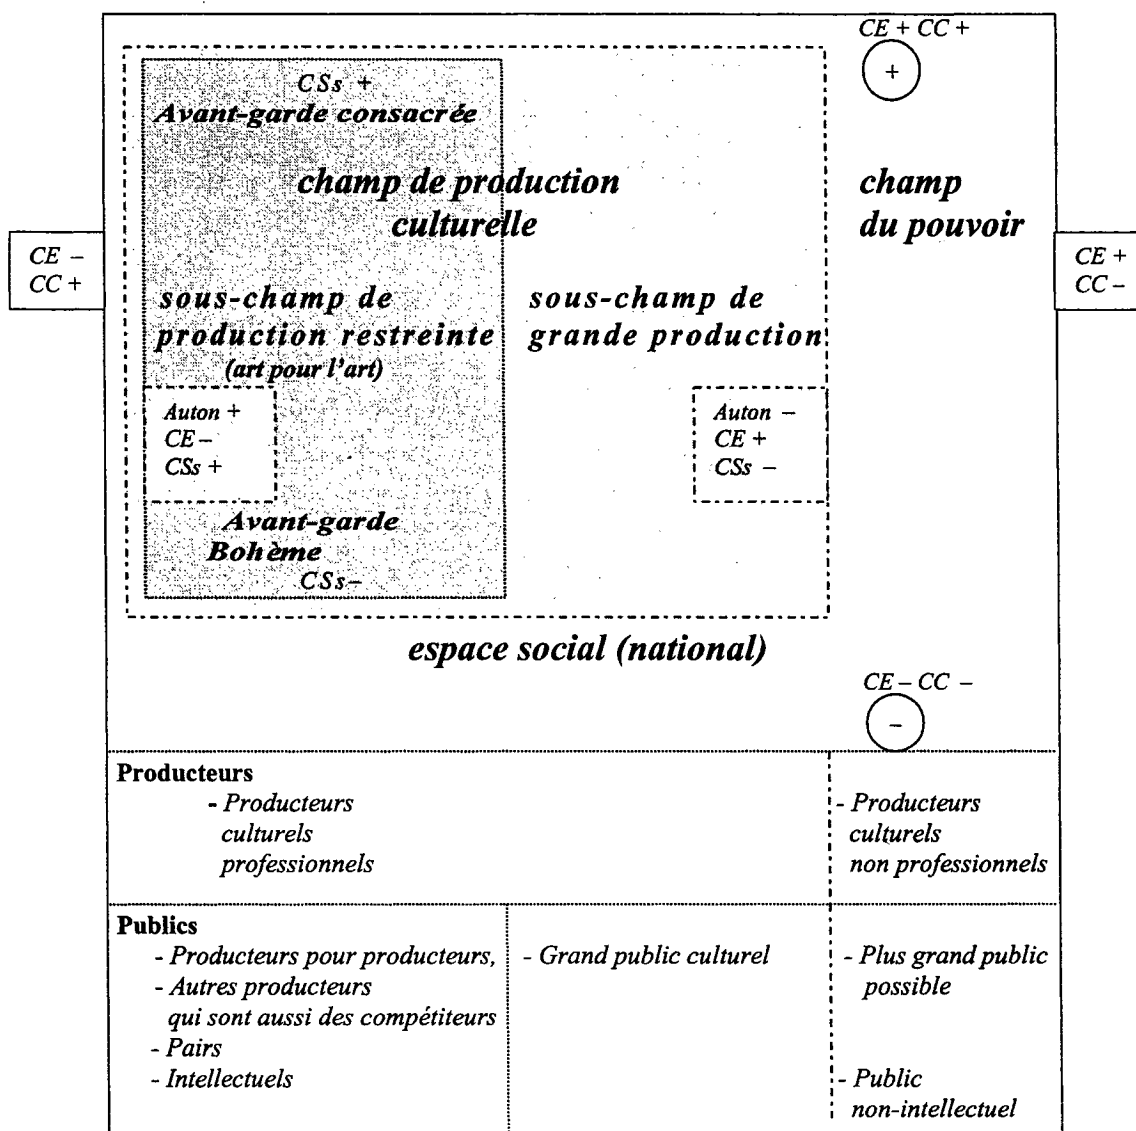 CE + CC +
+
CSs +
Avant-garde consacrée
champ de production
culturelle
champ
du pouvoir
CE –
CC +
CE +
CC –
sous-champ de
production restreinte
(art pour l'art)
sous-champ de
grande production
Auton +
CE –
CSs +
Auton –
CE +
CSs –
Avant-garde
Bohème
CSs –
espace social (national)
CE – CC –
–
Producteurs
- Producteurs
culturels
professionnels
- Producteurs
culturels
non professionnels
Publics
- Producteurs pour producteurs,
- Autres producteurs
qui sont aussi des compétiteurs
- Pairs
- Intellectuels
- Grand public culturel
- Plus grand public
possible
- Public
non-intellectuel